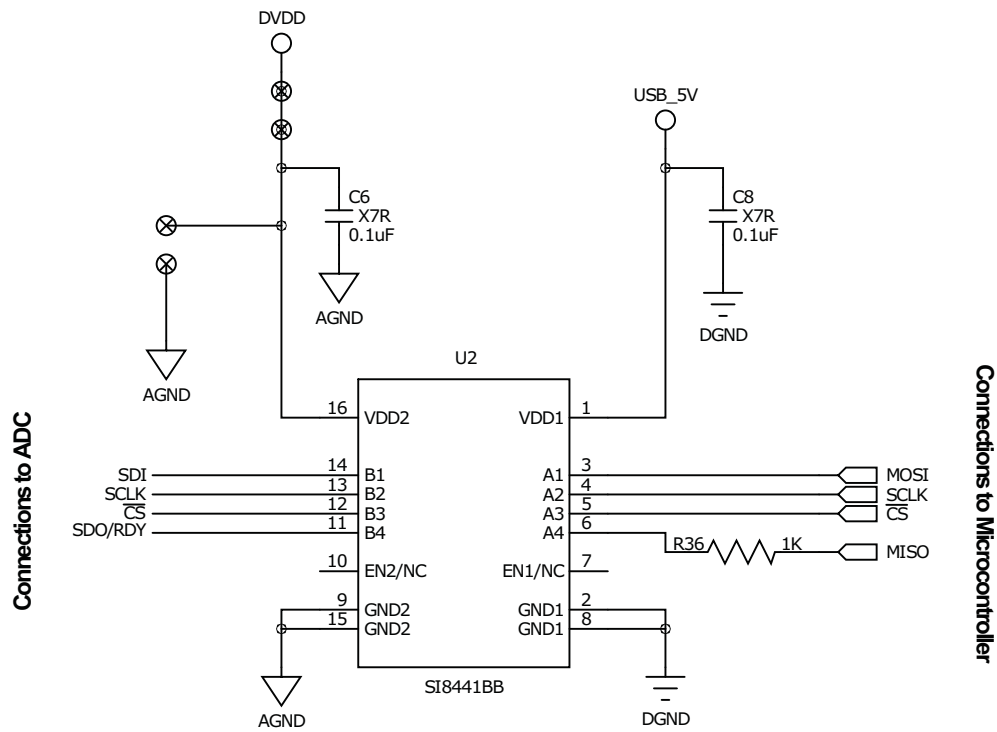 DVDD
USB_5V
C6
X7R
0.1uF
C8
X7R
0.1uF
AGND
DGND
AGND
U2
Connections to ADC
Connections to Microcontroller
16 VDD2 VDD1 1
SDI 14 B1 A1 3 MOSI
SCLK 13 B2 A2 4 SCLK
CS 12 B3 A3 5 CS
SDO/RDY 11 B4 A4 6
R36 1K MISO
10 EN2/NC EN1/NC 7
9 GND2 GND1 2
15 GND2 GND1 8
SI8441BB
AGND
DGND